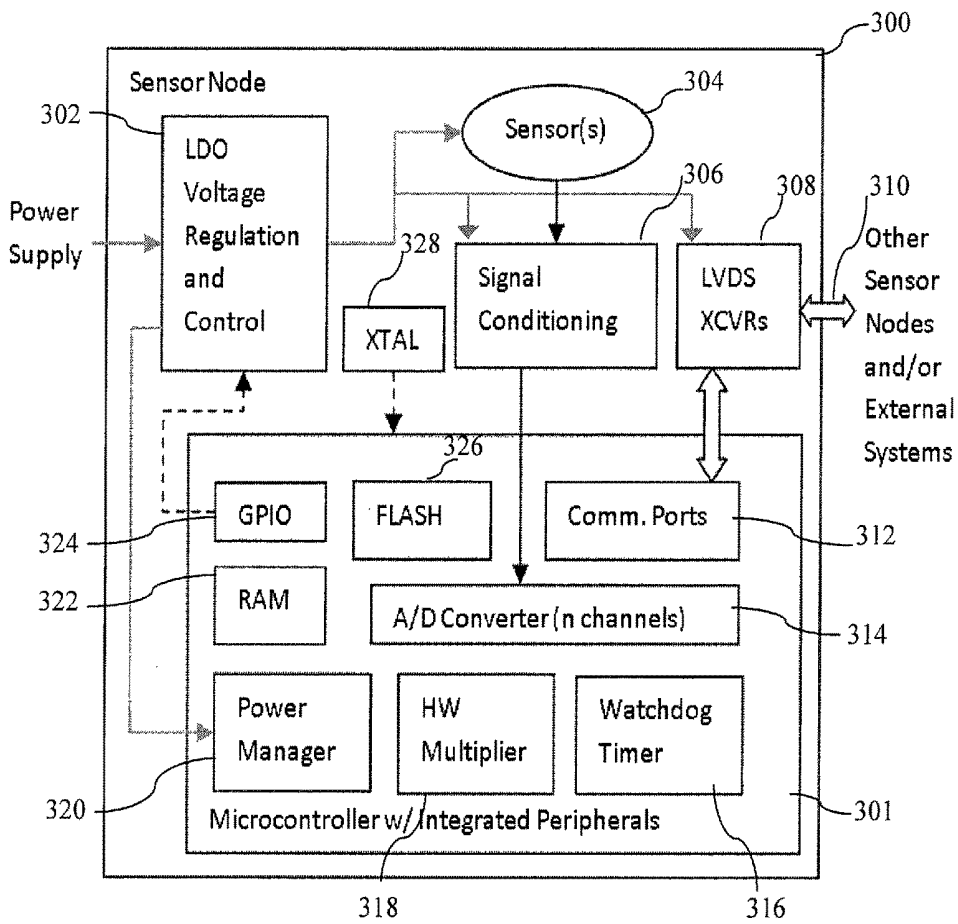 300
Sensor Node
302
304
Sensor(s)
LDO
Voltage
Regulation
and
Control
Power
Supply
306
308
310
328
XTAL
Signal
Conditioning
LVDS
XCVRs
Other
Sensor
Nodes
and/or
External
Systems
326
GPIO
FLASH
Comm. Ports
324
312
322
RAM
A/D Converter (n channels)
314
Power
Manager
HW
Multiplier
Watchdog
Timer
320
Microcontroller w/ Integrated Peripherals
301
318
316